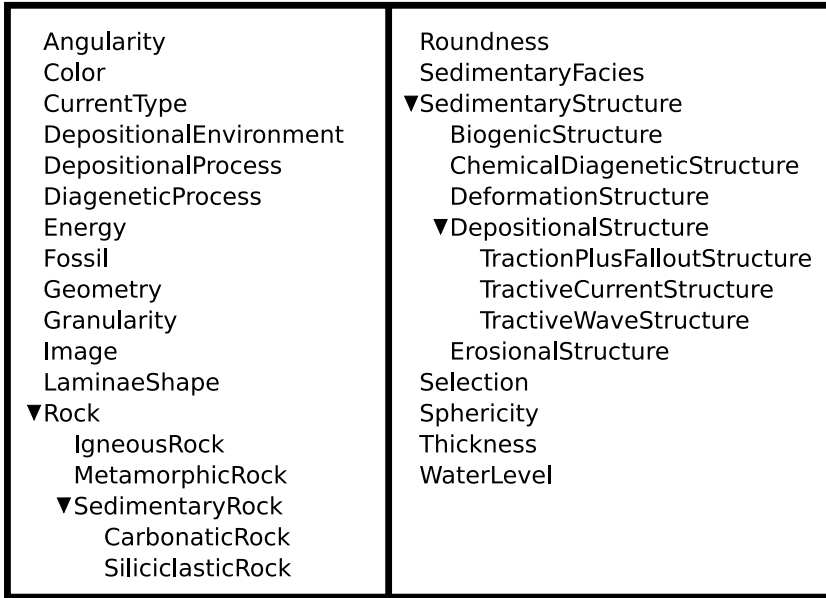 Angularity
Color
CurrentType
DepositionalEnvironment
DepositionalProcess
DiageneticProcess
Energy
Fossil
Geometry
Granularity
Image
LaminaeShape
▼Rock
IgneousRock
MetamorphicRock
▼SedimentaryRock
CarbonaticRock
SiliciclasticRock
Roundness
SedimentaryFacies
▼SedimentaryStructure
BiogenicStructure
ChemicalDiageneticStructure
DeformationStructure
▼DepositionalStructure
TractionPlusFalloutStructure
TractiveCurrentStructure
TractiveWaveStructure
ErosionalStructure
Selection
Sphericity
Thickness
WaterLevel